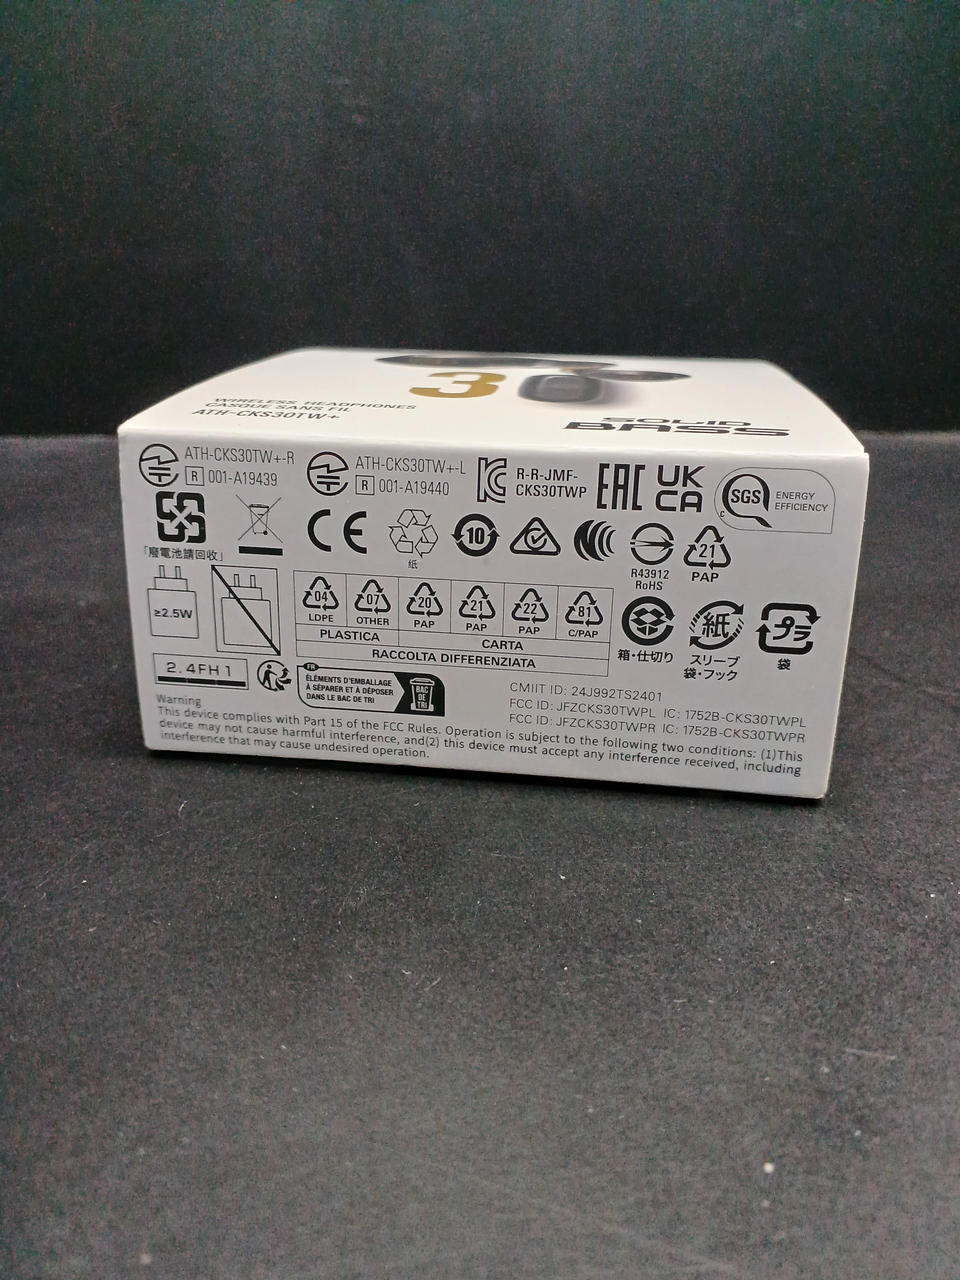 30
WIRELESS HEADPHONES
CASQUE SANS FIL
ATH-CKS30TW+
SOLID
BASS
ATH-CKS30TW+-R
R 001-A19439
ATH-CKS30TW+-L
R 001-A19440
R-R-JMF-
CKS30TWP
EAC
UK
CA
SGS
C
ENERGY
EFFICIENCY
「廢電池請回收」
CE
紙
10
R43912
RoHS
21
PAP
≥2.5W
04
LDPE
07
OTHER
20
PAP
21
PAP
22
PAP
81
C/PAP
PLASTICA
CARTA
RACCOLTA DIFFERENZIATA
箱・仕切り
紙
スリーブ
袋・フック
プラ
袋
2.4FH1
FR
ÉLÉMENTS D'EMBALLAGE
À SÉPARER ET À DÉPOSER
DANS LE BAC DE TRI
BAC
DE
TRI
CMIIT ID: 24J992TS2401
FCC ID: JFZCKS30TWPL IC: 1752B-CKS30TWPL
FCC ID: JFZCKS30TWPR IC: 1752B-CKS30TWPR
Warning
This device complies with Part 15 of the FCC Rules. Operation is subject to the following two conditions: (1)This
device may not cause harmful interference, and(2) this device must accept any interference received, including
interference that may cause undesired operation.